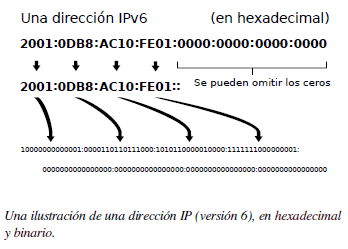 Una dirección IPv6 (en hexadecimal)
2001:0DB8:AC10:FE01:0000:0000:0000:0000
2001:0DB8:AC10:FE01::
Se pueden omitir los ceros
10000000000001:0000110110111000:1010110000010000:1111111000000001:
0000000000000000:0000000000000000:0000000000000000:0000000000000000
Una ilustración de una dirección IP (versión 6), en hexadecimal
y binario.